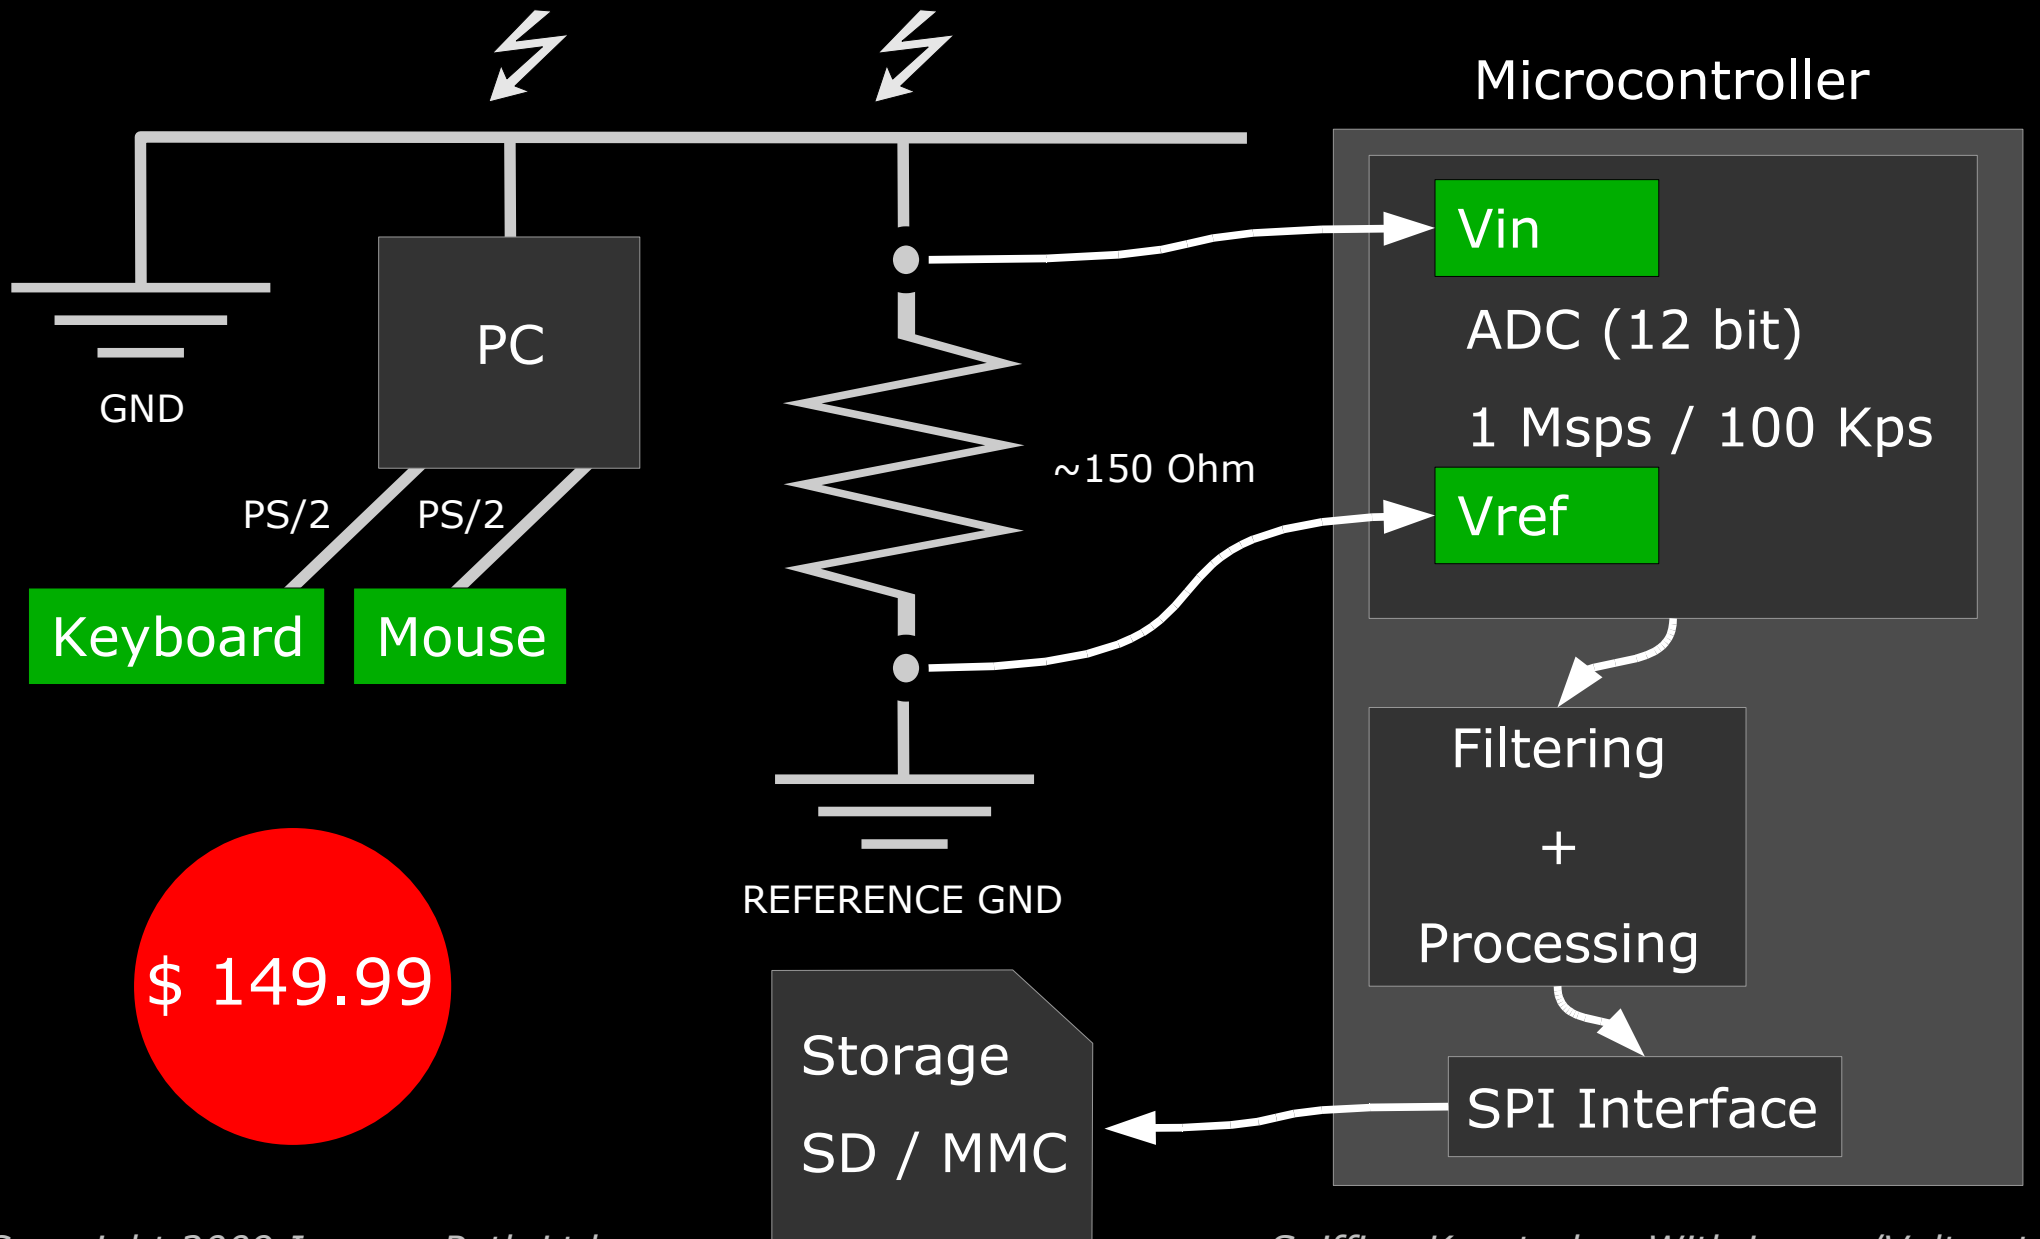 Microcontroller
Vin
ADC (12 bit)
1 Msps / 100 Kps
Vref
PC
GND
~150 Ohm
PS/2 PS/2
Keyboard Mouse
Filtering
+
Processing
REFERENCE GND
$ 149.99
Storage
SD / MMC
SPI Interface